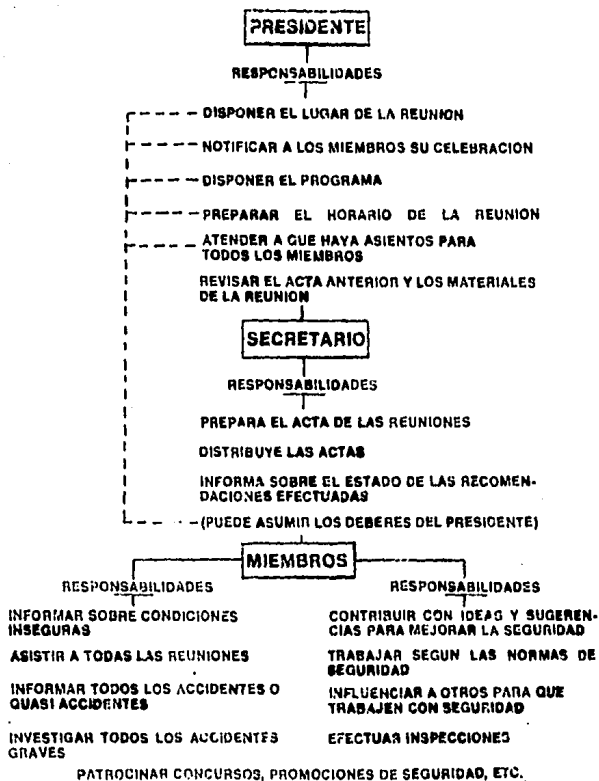 PRESIDENTE
RESPONSABILIDADES
DISPONER EL LUGAR DE LA REUNION
NOTIFICAR A LOS MIEMBROS SU CELEBRACION
DISPONER EL PROGRAMA
PREPARAR EL HORARIO DE LA REUNION
ATENDER A QUE HAYA ASIENTOS PARA
TODOS LOS MIEMBROS
REVISAR EL ACTA ANTERIOR Y LOS MATERIALES
DE LA REUNION
SECRETARIO
RESPONSABILIDADES
PREPARA EL ACTA DE LAS REUNIONES
DISTRIBUYE LAS ACTAS
INFORMA SOBRE EL ESTADO DE LAS RECOMEN-
DACIONES EFECTUADAS
(PUEDE ASUMIR LOS DEBERES DEL PRESIDENTE)
MIEMBROS
RESPONSABILIDADES
INFORMAR SOBRE CONDICIONES
INSEGURAS
ASISTIR A TODAS LAS REUNIONES
INFORMAR TODOS LOS ACCIDENTES O
QUASI ACCIDENTES
INVESTIGAR TODOS LOS ACCIDENTES
GRAVES
RESPONSABILIDADES
CONTRIBUIR CON IDEAS Y SUGEREN-
CIAS PARA MEJORAR LA SEGURIDAD
TRABAJAR SEGUN LAS NORMAS DE
SEGURIDAD
INFLUENCIAR A OTROS PARA QUE
TRABAJEN CON SEGURIDAD
EFECTUAR INSPECCIONES
PATROCINAR CONCURSOS, PROMOCIONES DE SEGURIDAD, ETC.